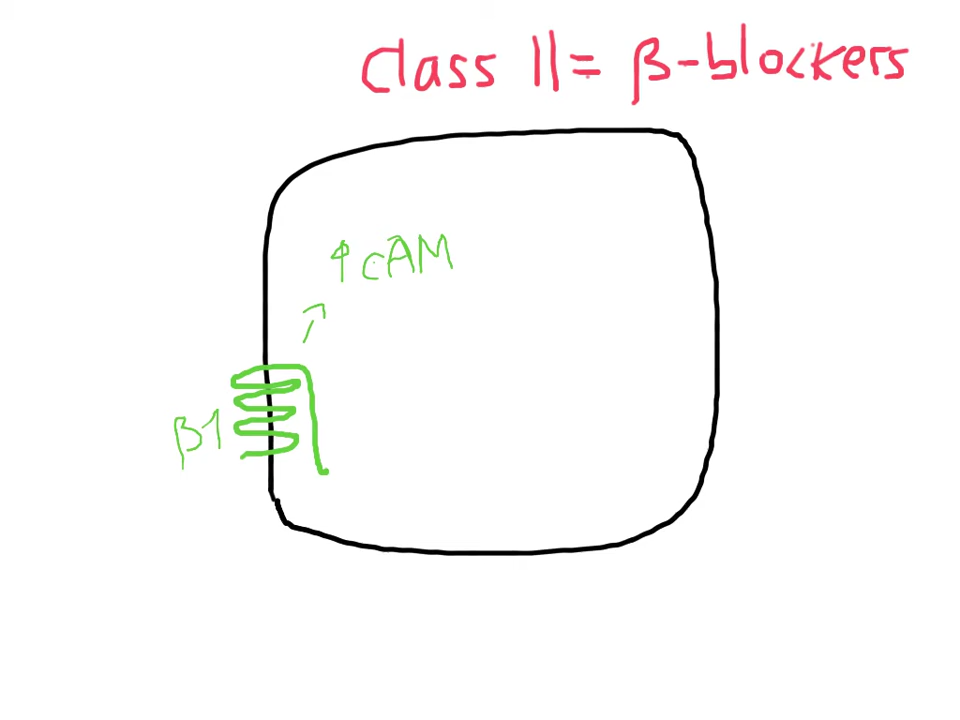 Class II = β-blockers
↑ cAM
β1